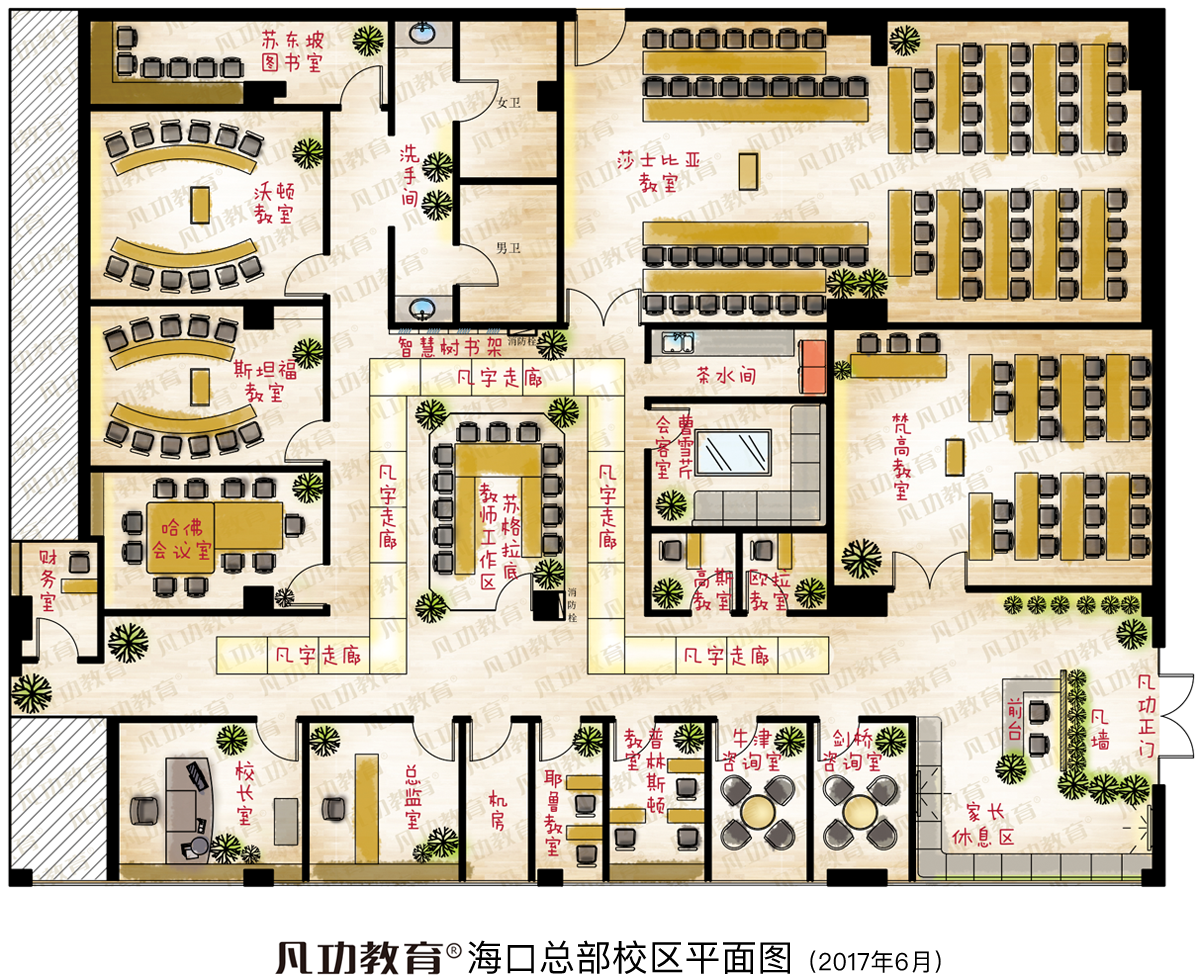 苏东坡
图书室
女卫
莎士比亚
教室
洗手间
沃顿
教室
男卫
智慧树书架
消防栓
凡字走廊
茶水间
斯坦福
教室
曹雪芹
会客室
梵高教室
凡字走廊
苏格拉底
教师工作区
凡字走廊
哈佛
会议室
财务室
高斯
教室
欧拉
教室
消防栓
凡字走廊
凡字走廊
前台
凡墙
凡功正门
校长室
总监室
机房
耶鲁教室
普林斯顿
教室
牛津
咨询室
剑桥
咨询室
家长
休息区
凡功教育
凡功教育®海口总部校区平面图（2017年6月）